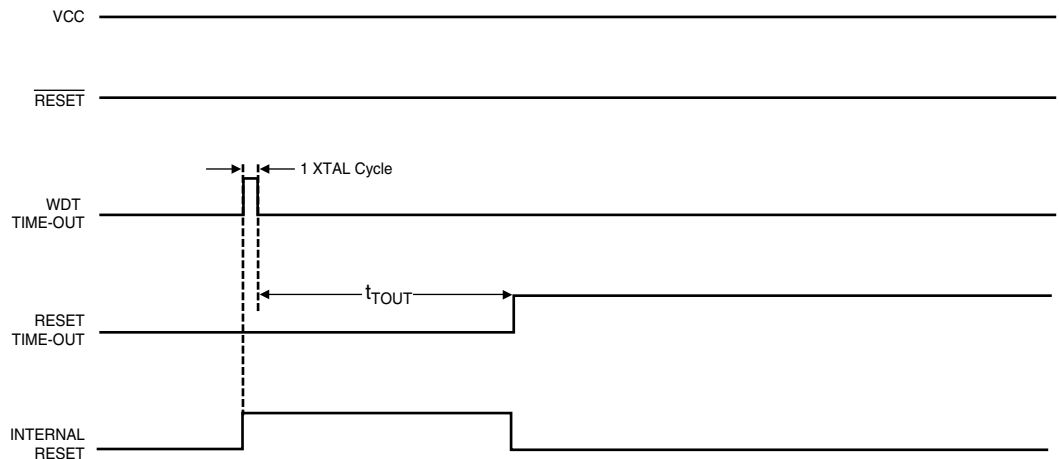 VCC
RESET
1 XTAL Cycle
WDT
TIME-OUT
tTOUT
RESET
TIME-OUT
INTERNAL
RESET